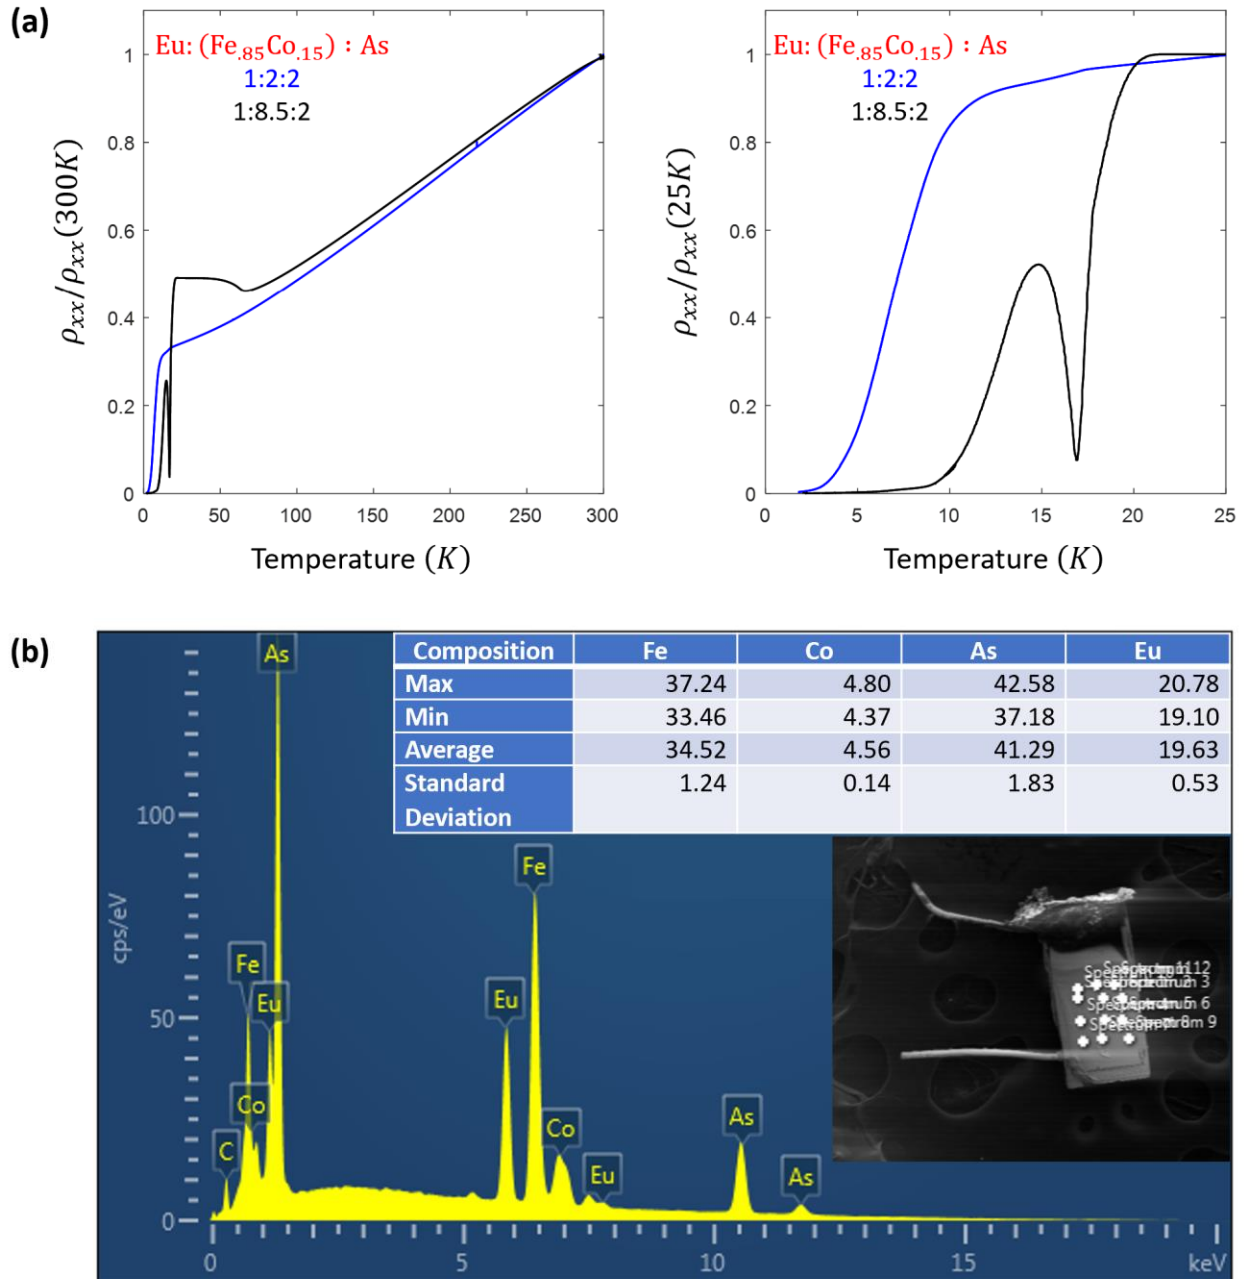 (a)
Eu: (Fe.85Co.15) : As
1:2:2
1:8.5:2
ρxx/ρxx(300K)
1
0.8
0.6
0.4
0.2
0
0 50 100 150 200 250 300
Temperature (K)
Eu: (Fe.85Co.15) : As
1:2:2
1:8.5:2
ρxx/ρxx(25K)
1
0.8
0.6
0.4
0.2
0
0 5 10 15 20 25
Temperature (K)
(b)
Composition Fe Co As Eu
Max 37.24 4.80 42.58 20.78
Min 33.46 4.37 37.18 19.10
Average 34.52 4.56 41.29 19.63
Standard 1.24 0.14 1.83 0.53
Deviation
As
100
Fe
Fe
cps/eV
Eu
Eu
50
Co
Co
As
C
Eu
As
0
0 5 10 15 keV
Spectrum
Spectrum